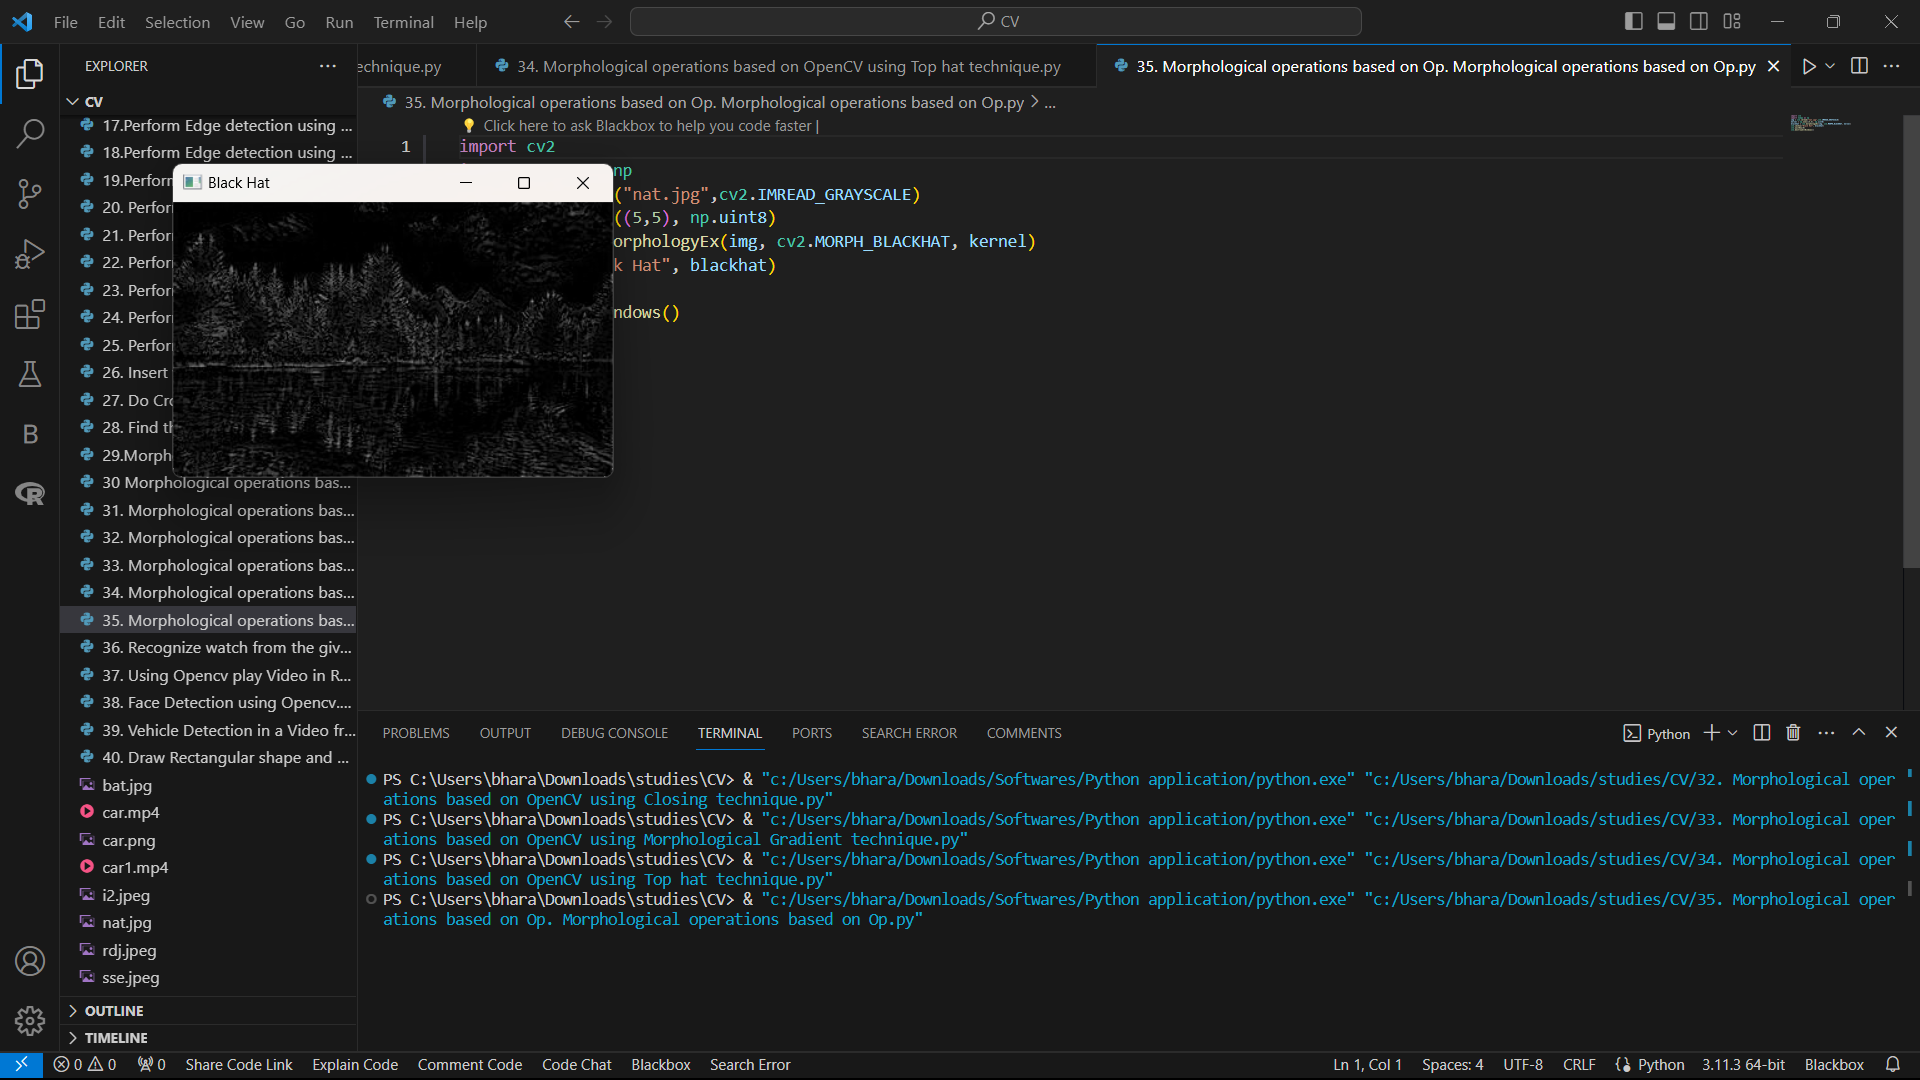 File Edit Selection View Go Run Terminal Help
CV
EXPLORER
echnique.py
34. Morphological operations based on OpenCV using Top hat technique.py
35. Morphological operations based on Op. Morphological operations based on Op.py
CV
35. Morphological operations based on Op. Morphological operations based on Op.py > ...
17.Perform Edge detection using ...
18.Perform Edge detection using ...
19.Perform
20. Perfor
21. Perfor
22. Perfor
23. Perfor
24. Perfor
25. Perfor
26. Insert
27. Do Cro
28. Find th
29.Morph
30 Morphological operations bas...
31. Morphological operations bas...
32. Morphological operations bas...
33. Morphological operations bas...
34. Morphological operations bas...
35. Morphological operations bas...
36. Recognize watch from the giv...
37. Using Opencv play Video in R...
38. Face Detection using Opencv....
39. Vehicle Detection in a Video fr...
40. Draw Rectangular shape and ...
bat.jpg
car.mp4
car.png
car1.mp4
i2.jpeg
nat.jpg
rdj.jpeg
sse.jpeg
OUTLINE
TIMELINE
Click here to ask Blackbox to help you code faster |
1 import cv2
Black Hat
np
("nat.jpg",cv2.IMREAD_GRAYSCALE)
((5,5), np.uint8)
orphologyEx(img, cv2.MORPH_BLACKHAT, kernel)
k Hat", blackhat)
ndows()
PROBLEMS OUTPUT DEBUG CONSOLE TERMINAL PORTS SEARCH ERROR COMMENTS
Python
PS C:\Users\bhara\Downloads\studies\CV> & "c:/Users/bhara/Downloads/Softwares/Python application/python.exe" "c:/Users/bhara/Downloads/studies/CV/32. Morphological oper
ations based on OpenCV using Closing technique.py"
PS C:\Users\bhara\Downloads\studies\CV> & "c:/Users/bhara/Downloads/Softwares/Python application/python.exe" "c:/Users/bhara/Downloads/studies/CV/33. Morphological oper
ations based on OpenCV using Morphological Gradient technique.py"
PS C:\Users\bhara\Downloads\studies\CV> & "c:/Users/bhara/Downloads/Softwares/Python application/python.exe" "c:/Users/bhara/Downloads/studies/CV/34. Morphological oper
ations based on OpenCV using Top hat technique.py"
PS C:\Users\bhara\Downloads\studies\CV> & "c:/Users/bhara/Downloads/Softwares/Python application/python.exe" "c:/Users/bhara/Downloads/studies/CV/35. Morphological oper
ations based on Op. Morphological operations based on Op.py"
0 0 0 Share Code Link Explain Code Comment Code Code Chat Blackbox Search Error Ln 1, Col 1 Spaces: 4 UTF-8 CRLF Python 3.11.3 64-bit Blackbox